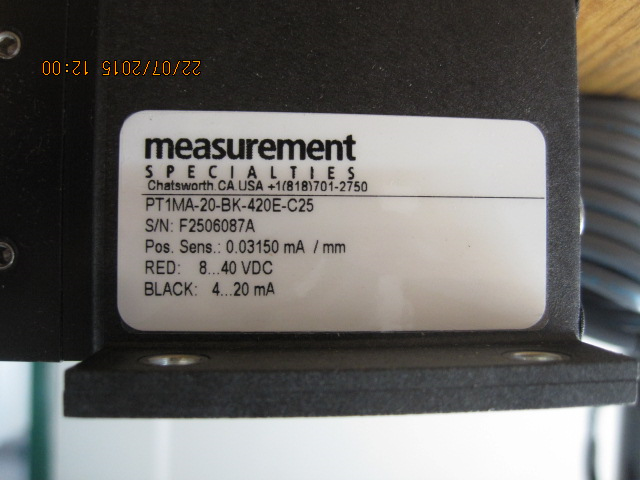 22/07/2015 12:00
measurement
SPECIALTIES
Chatsworth.CA.USA +1(818)701-2750
PT1MA-20-BK-420E-C25
S/N: F2506087A
Pos. Sens.: 0.03150 mA / mm
RED: 8...40 VDC
BLACK: 4...20 mA